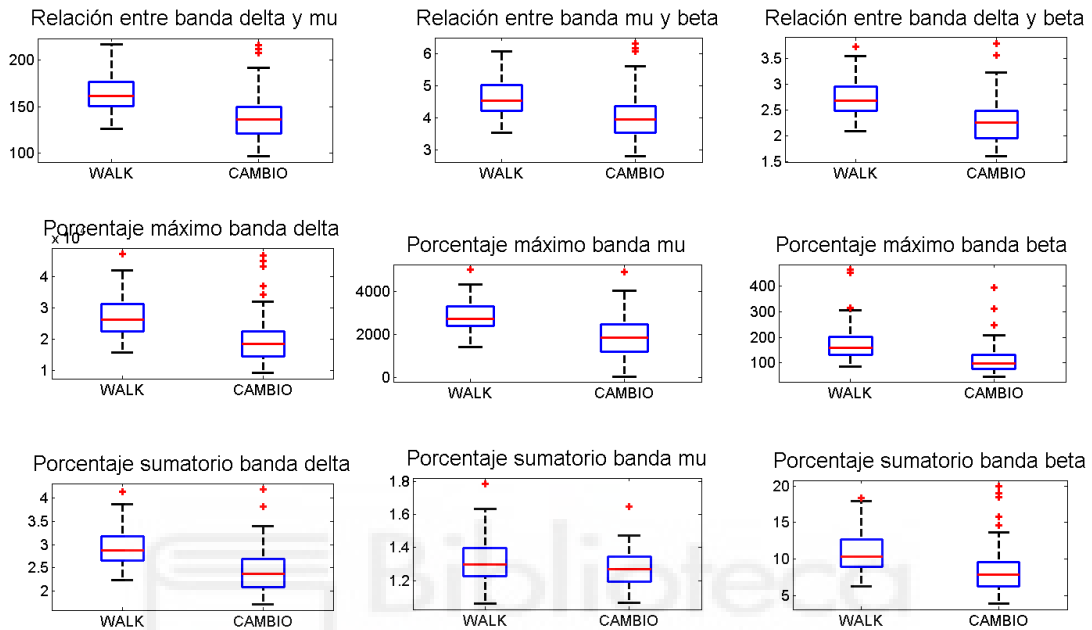 Relación entre banda delta y mu
Relación entre banda mu y beta
Relación entre banda delta y beta
200
150
100
WALK
CAMBIO
6
5
4
3
WALK
CAMBIO
3.5
3
2.5
2
1.5
WALK
CAMBIO
Porcentaje máximo banda delta
Porcentaje máximo banda mu
Porcentaje máximo banda beta
x 10
4
3
2
1
WALK
CAMBIO
4000
2000
0
WALK
CAMBIO
400
300
200
100
WALK
CAMBIO
Porcentaje sumatorio banda delta
Porcentaje sumatorio banda mu
Porcentaje sumatorio banda beta
4
3.5
3
2.5
2
WALK
CAMBIO
1.8
1.6
1.4
1.2
WALK
CAMBIO
20
15
10
5
WALK
CAMBIO
Biblioteca